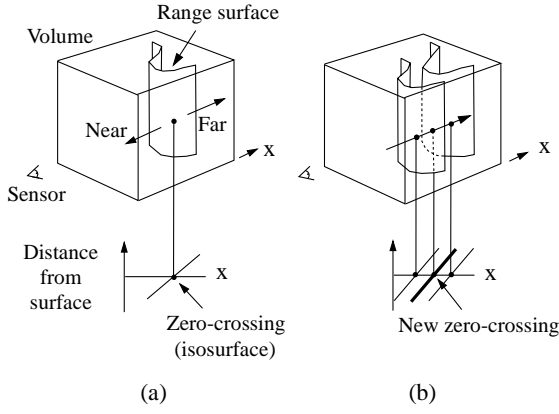 Range surface
Volume
Near
Far
x
Sensor
Distance
from
surface
x
Zero-crossing
(isosurface)
(a)
x
x
New zero-crossing
(b)